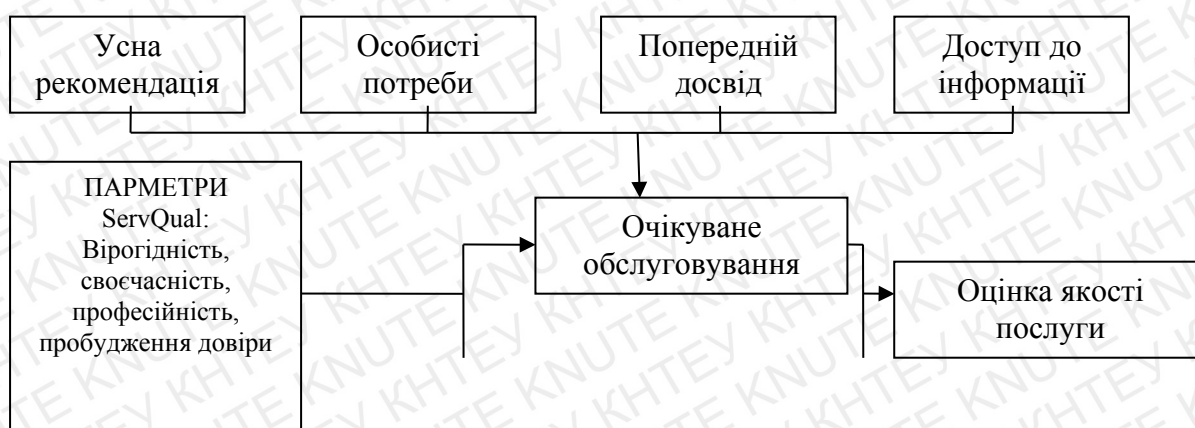 Усна
рекомендація
Особисті
потреби
Попередній
досвід
Доступ до
інформації
ПАРМЕТРИ
ServQual:
Вірогідність,
своєчасність,
професійність,
пробудження довіри
Очікуване
обслуговування
Оцінка якості
послуги